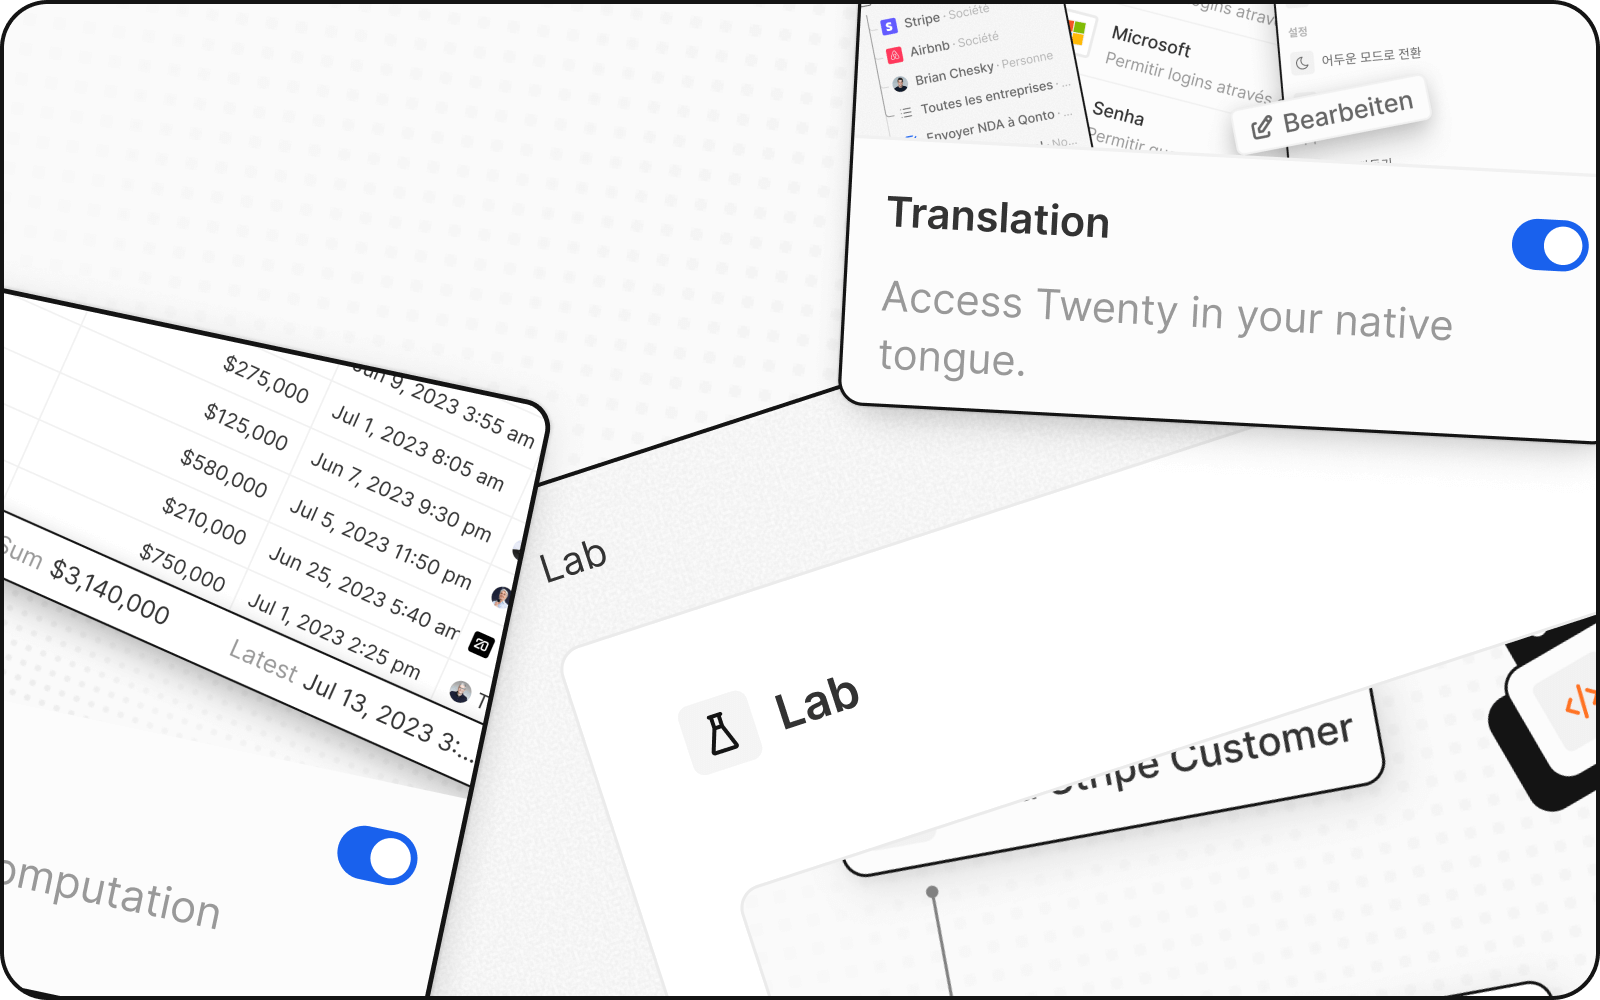 Stripe · Société
Airbnb · Société
Brian Chesky · Personne
Toutes les entreprises · ...
Envoyer NDA à Qonto · ...
No...
logins atrav
Microsoft
Permitir logins através
Senha
Permitir
설정
어두운 모드로 전환
Bearbeiten
Translation
Access Twenty in your native
tongue.
Jun 9, 2023 3:55 am
$275,000 Jul 1, 2023 8:05 am
$125,000 Jun 7, 2023 9:30 pm
$580,000 Jul 5, 2023 11:50 pm
$210,000 Jun 25, 2023 5:40 am
$750,000 Jul 1, 2023 2:25 pm
Sum $3,140,000 Latest Jul 13, 2023 3:...
omputation
Lab
Lab
Stripe Customer